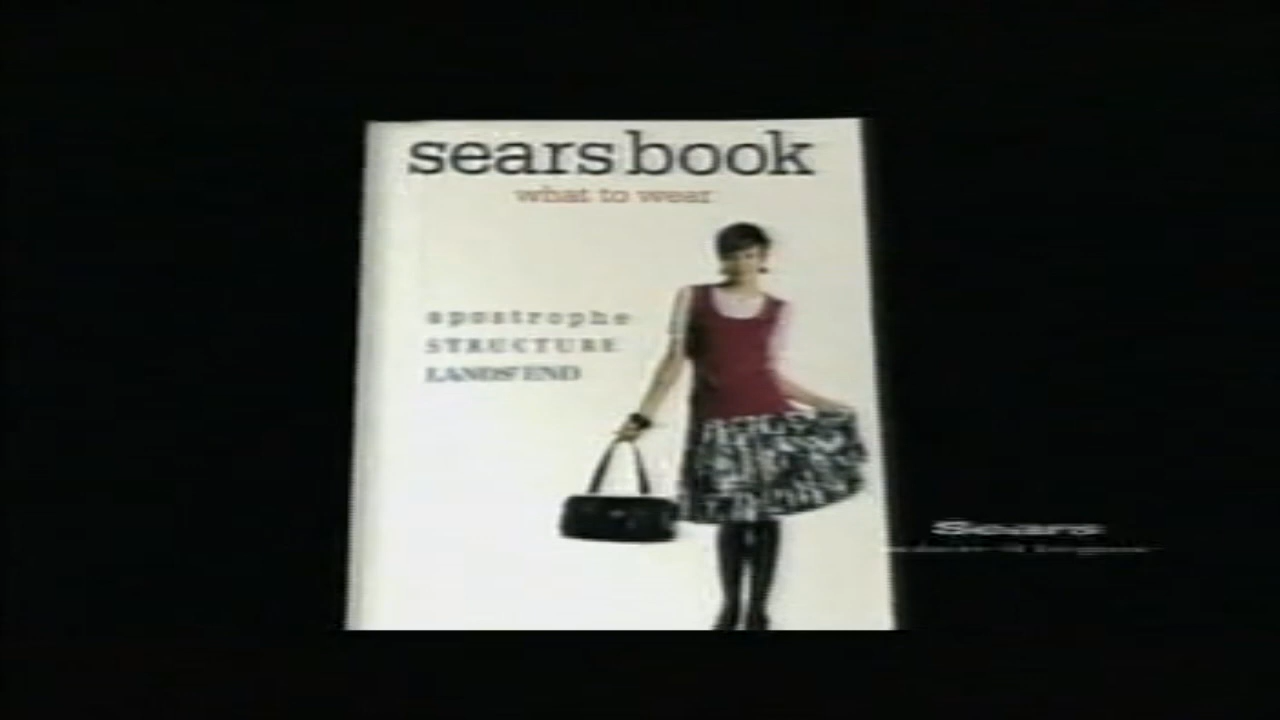 sears book
what to wear
apostrophe
STRUCTURE
LANDS' END
Sears